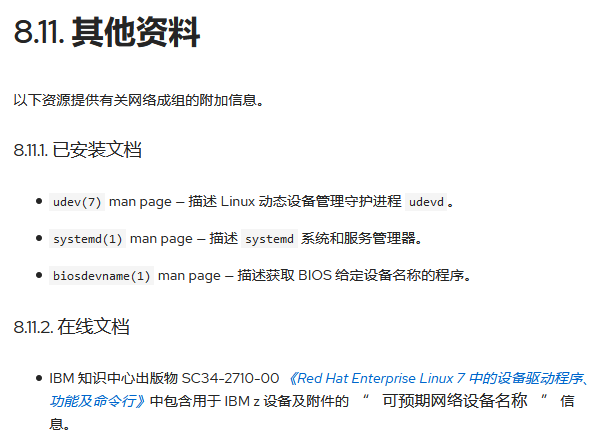 8.11. 其他资料
以下资源提供有关网络成组的附加信息。
8.11.1. 已安装文档
• udev(7) man page – 描述 Linux 动态设备管理守护进程 udevd。
• systemd(1) man page – 描述 systemd 系统和服务管理器。
• biosdevname(1) man page – 描述获取 BIOS 给定设备名称的程序。
8.11.2. 在线文档
• IBM 知识中心出版物 SC34-2710-00 《Red Hat Enterprise Linux 7 中的设备驱动程序、
功能及命令行》中包含用于 IBM z 设备及附件的 “ 可预期网络设备名称 ” 信
息。